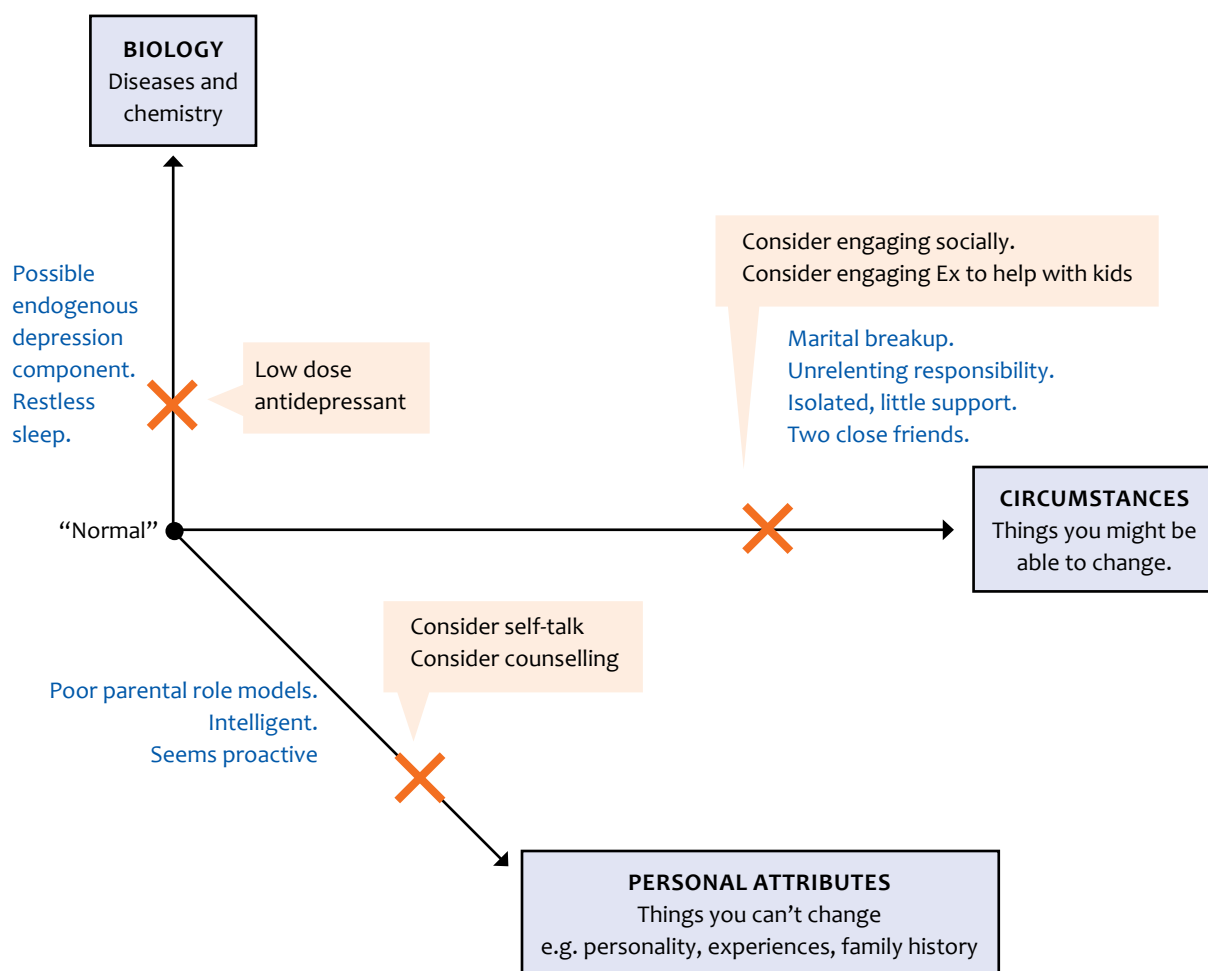 BIOLOGY
Diseases and
chemistry
Consider engaging socially.
Consider engaging Ex to help with kids
Possible
endogenous
depression
component.
Restless
sleep.
Low dose
antidepressant
Marital breakup.
Unrelenting responsibility.
Isolated, little support.
Two close friends.
CIRCUMSTANCES
Things you might be
able to change.
“Normal”
Consider self-talk
Consider counselling
Poor parental role models.
Intelligent.
Seems proactive
PERSONAL ATTRIBUTES
Things you can’t change
e.g. personality, experiences, family history